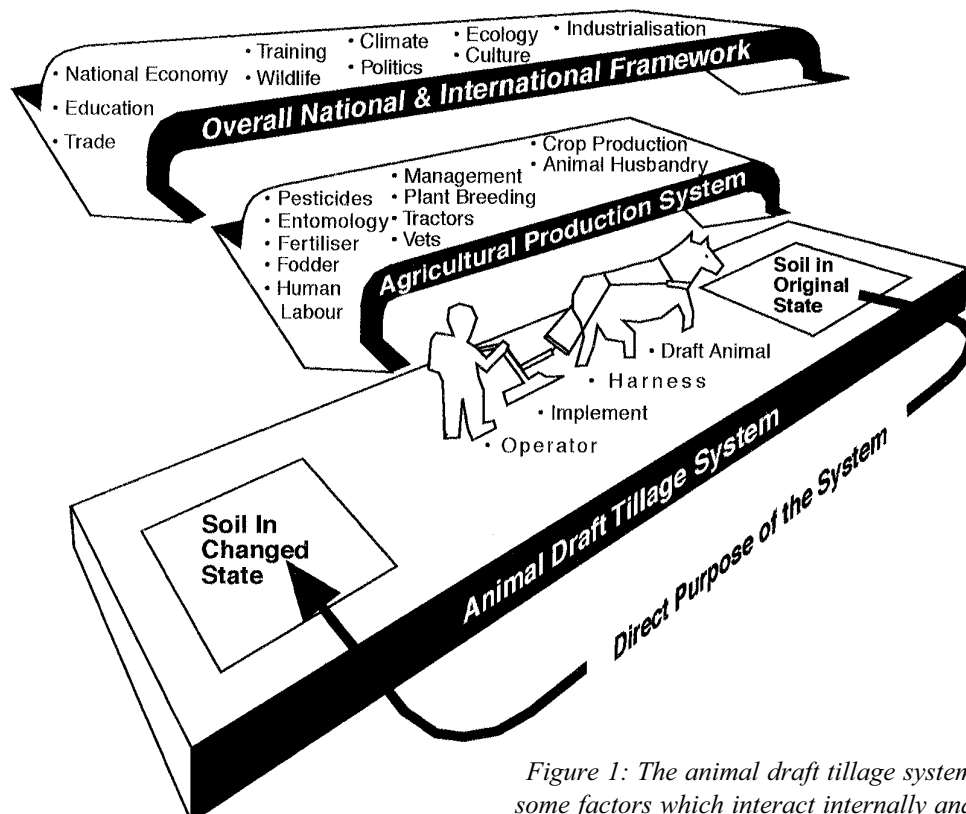 • National Economy
• Education
• Trade
• Training
• Wildlife
• Climate
• Politics
• Ecology
• Culture
• Industrialisation
Overall National & International Framework
• Pesticides
• Entomology
• Fertiliser
• Fodder
• Human
Labour
• Management
• Plant Breeding
• Tractors
• Vets
• Crop Production
• Animal Husbandry
Agricultural Production System
Soil in
Original
State
• Draft Animal
• Harness
• Implement
• Operator
Soil In
Changed
State
Animal Draft Tillage System
Direct Purpose of the System
Figure 1: The animal draft tillage system
some factors which interact internally and